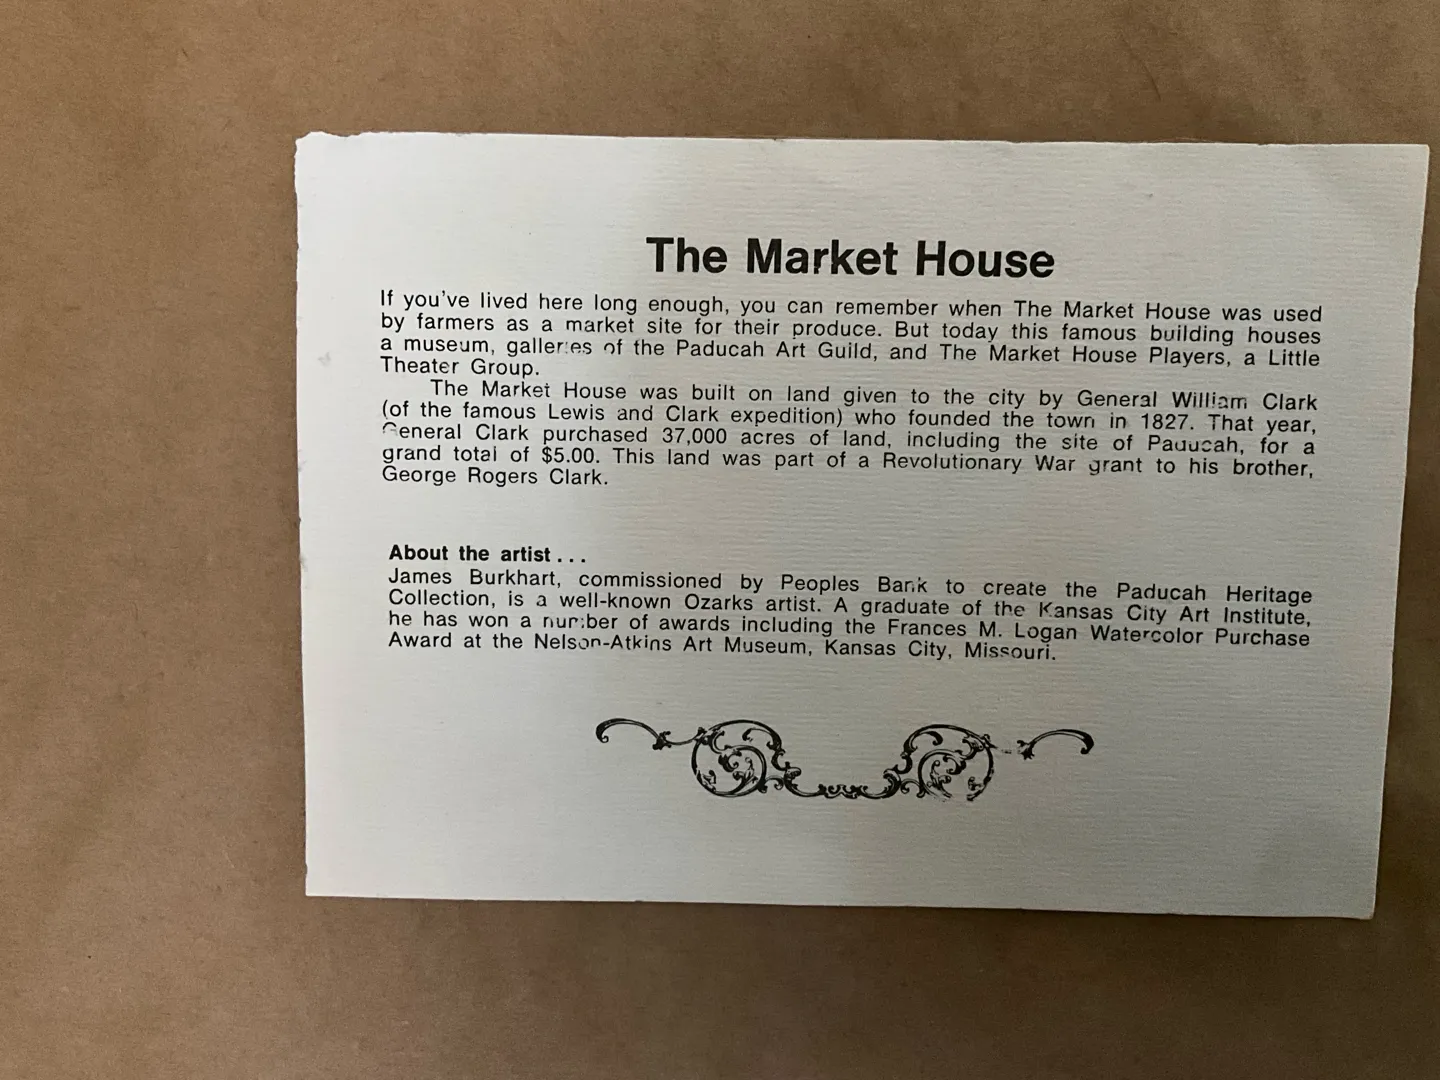 The Market House
If you've lived here long enough, you can remember when The Market House was used
by farmers as a market site for their produce. But today this famous building houses
a museum, galleries of the Paducah Art Guild, and The Market House Players, a Little
Theater Group.
The Market House was built on land given to the city by General William Clark
(of the famous Lewis and Clark expedition) who founded the town in 1827. That year,
General Clark purchased 37,000 acres of land, including the site of Paducah, for a
grand total of $5.00. This land was part of a Revolutionary War grant to his brother,
George Rogers Clark.
About the artist...
James Burkhart, commissioned by Peoples Bank to create the Paducah Heritage
Collection, is a well-known Ozarks artist. A graduate of the Kansas City Art Institute,
he has won a number of awards including the Frances M. Logan Watercolor Purchase
Award at the Nelson-Atkins Art Museum, Kansas City, Missouri.